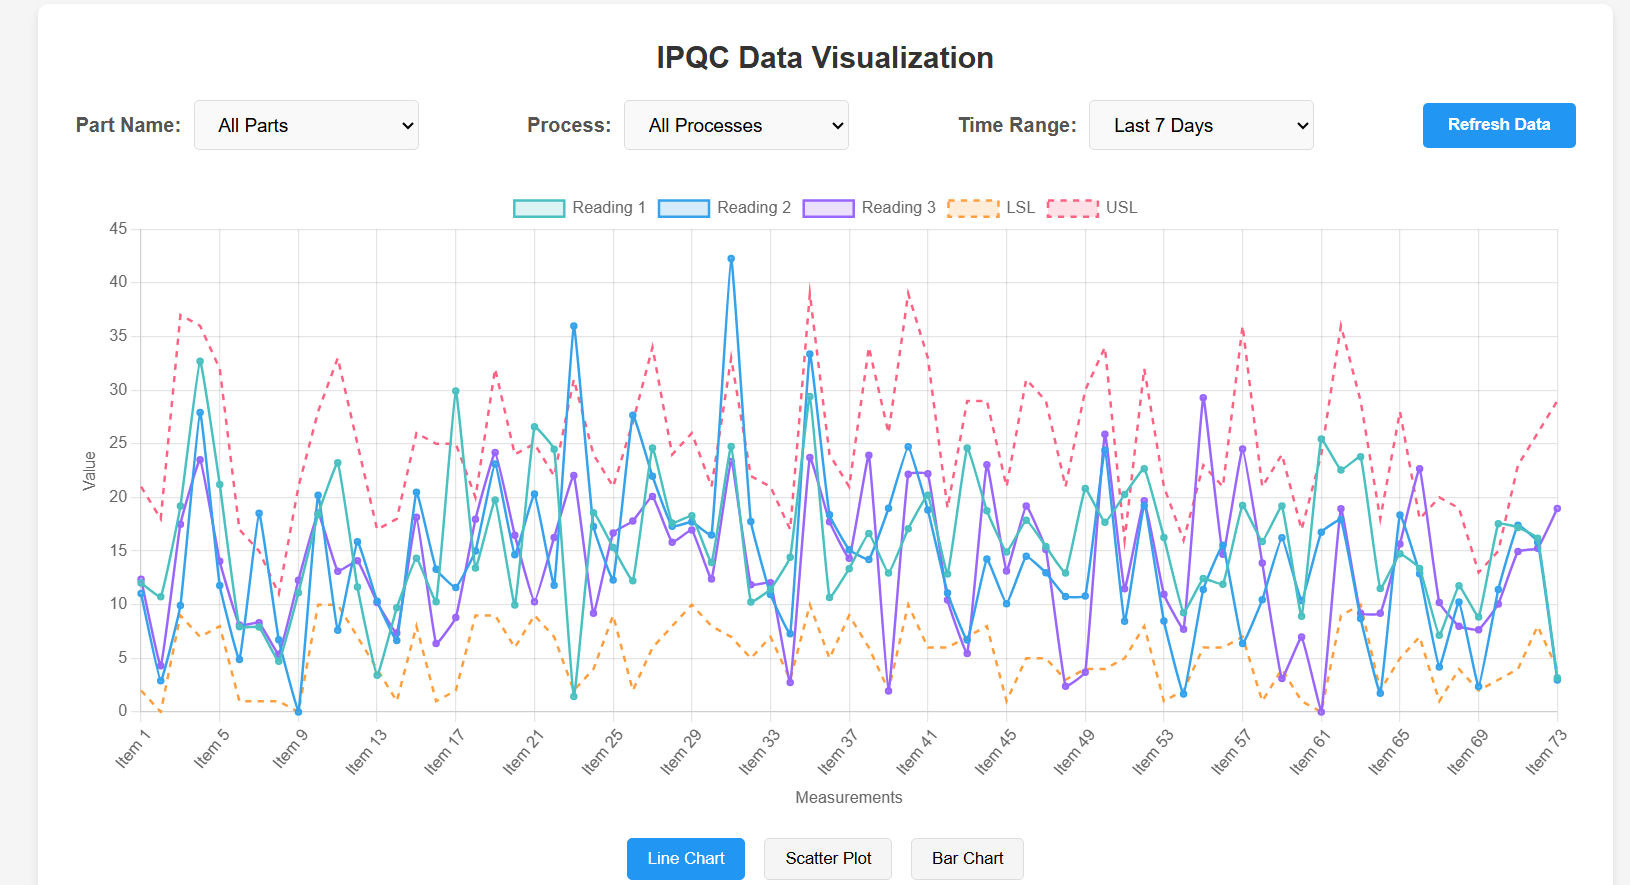 IPQC Data Visualization
Part Name: All Parts Process: All Processes Time Range: Last 7 Days Refresh Data
Reading 1 Reading 2 Reading 3 LSL USL
45
40
35
30
25
20
15
10
5
0
Value
Item 1 Item 5 Item 9 Item 13 Item 17 Item 21 Item 25 Item 29 Item 33 Item 37 Item 41 Item 45 Item 49 Item 53 Item 57 Item 61 Item 65 Item 69 Item 73
Measurements
Line Chart Scatter Plot Bar Chart